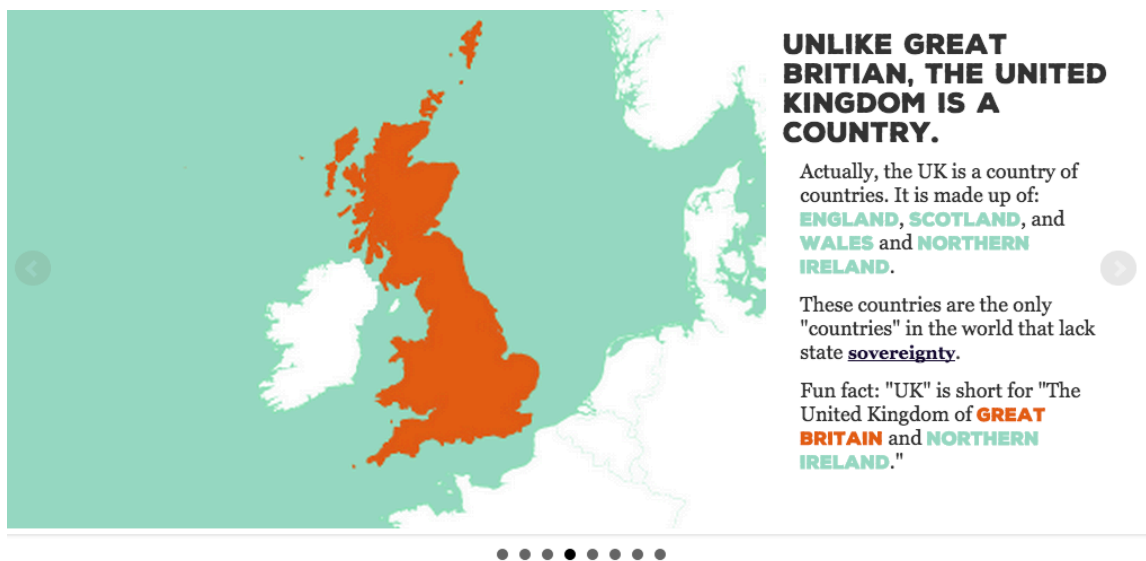 UNLIKE GREAT
BRITIAN, THE UNITED
KINGDOM IS A
COUNTRY.
Actually, the UK is a country of
countries. It is made up of:
ENGLAND, SCOTLAND, and
WALES and NORTHERN
IRELAND.
These countries are the only
"countries" in the world that lack
state sovereignty.
Fun fact: "UK" is short for "The
United Kingdom of GREAT
BRITAIN and NORTHERN
IRELAND."